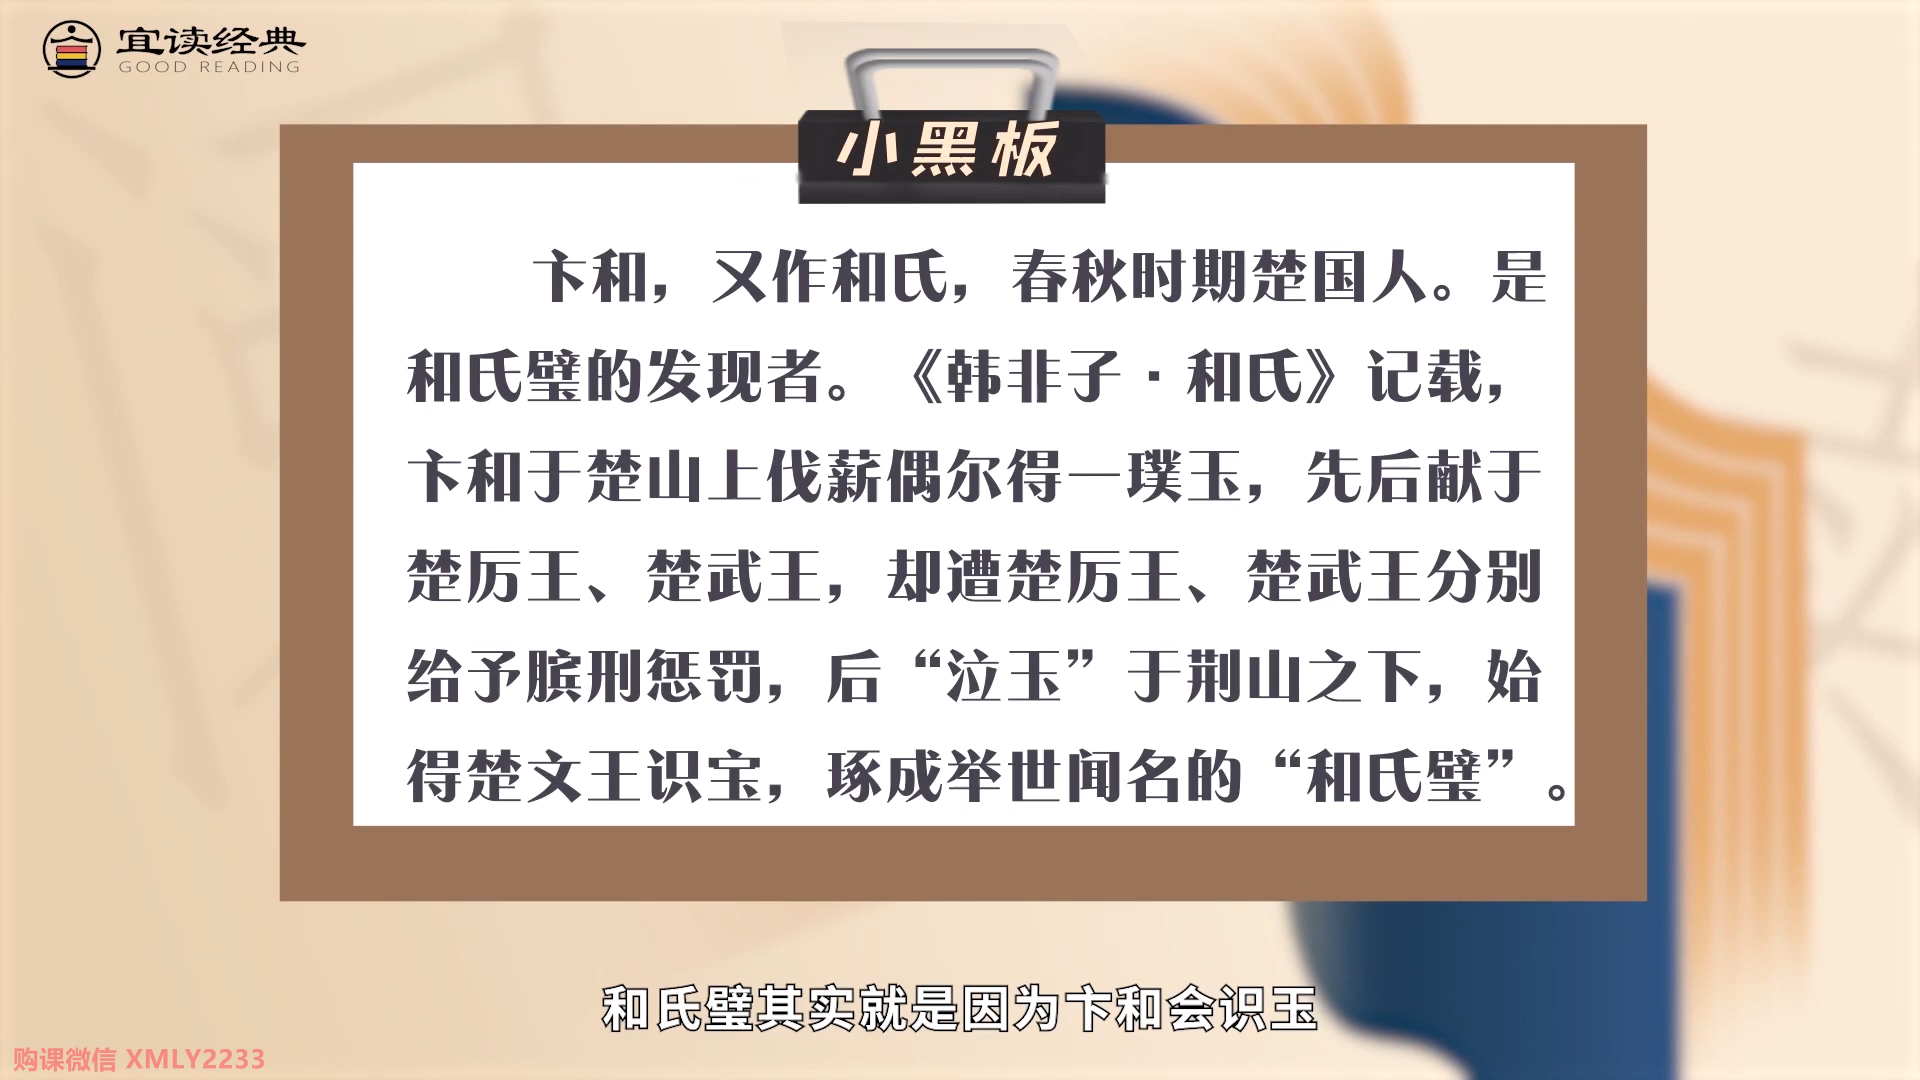 宜读经典
GOOD READING
小黑板
卞和，又作和氏，春秋时期楚国人。是
和氏璧的发现者。《韩非子·和氏》记载，
卞和于楚山上伐薪偶尔得一璞玉，先后献于
楚厉王、楚武王，却遭楚厉王、楚武王分别
给予膑刑惩罚，后“泣玉”于荆山之下，始
得楚文王识宝，琢成举世闻名的“和氏璧”。
和氏璧其实就是因为卞和会识玉
购课微信 XMLY2233